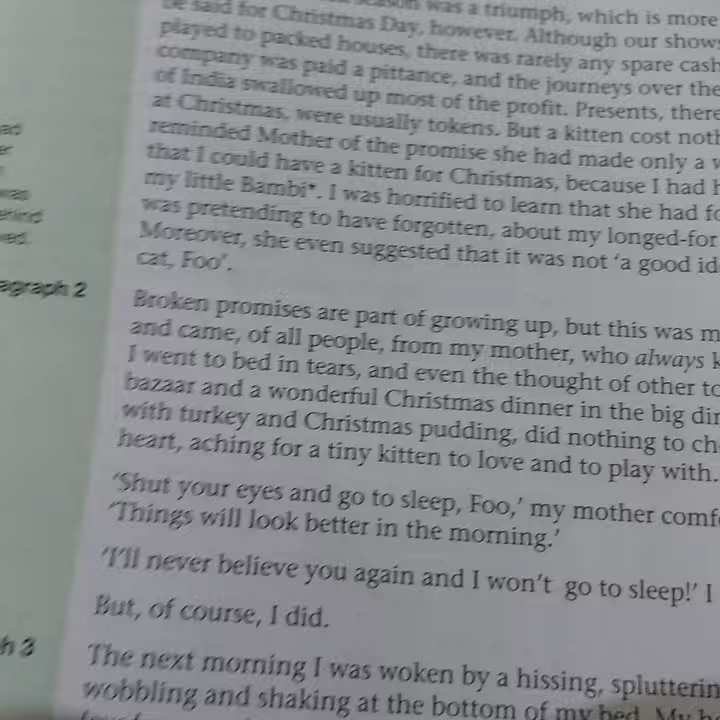 season was a triumph, which is more
be said for Christmas Day, however. Although our show
played to packed houses, there was rarely any spare cash
company was paid a pittance, and the journeys over the
of India swallowed up most of the profit. Presents, there
at Christmas, were usually tokens. But a kitten cost noth
reminded Mother of the promise she had made only a w
that I could have a kitten for Christmas, because I had h
my little Bambi*. I was horrified to learn that she had fo
was pretending to have forgotten, about my longed-for
Moreover, she even suggested that it was not ‘a good id
cat, Foo’.
agraph 2
Broken promises are part of growing up, but this was m
and came, of all people, from my mother, who always k
I went to bed in tears, and even the thought of other to
bazaar and a wonderful Christmas dinner in the big din
with turkey and Christmas pudding, did nothing to ch
heart, aching for a tiny kitten to love and to play with.
‘Shut your eyes and go to sleep, Foo,’ my mother comf
‘Things will look better in the morning.’
‘I’ll never believe you again and I won’t go to sleep!’ I
But, of course, I did.
h 3
The next morning I was woken by a hissing, splutterin
wobbling and shaking at the bottom of my bed. My